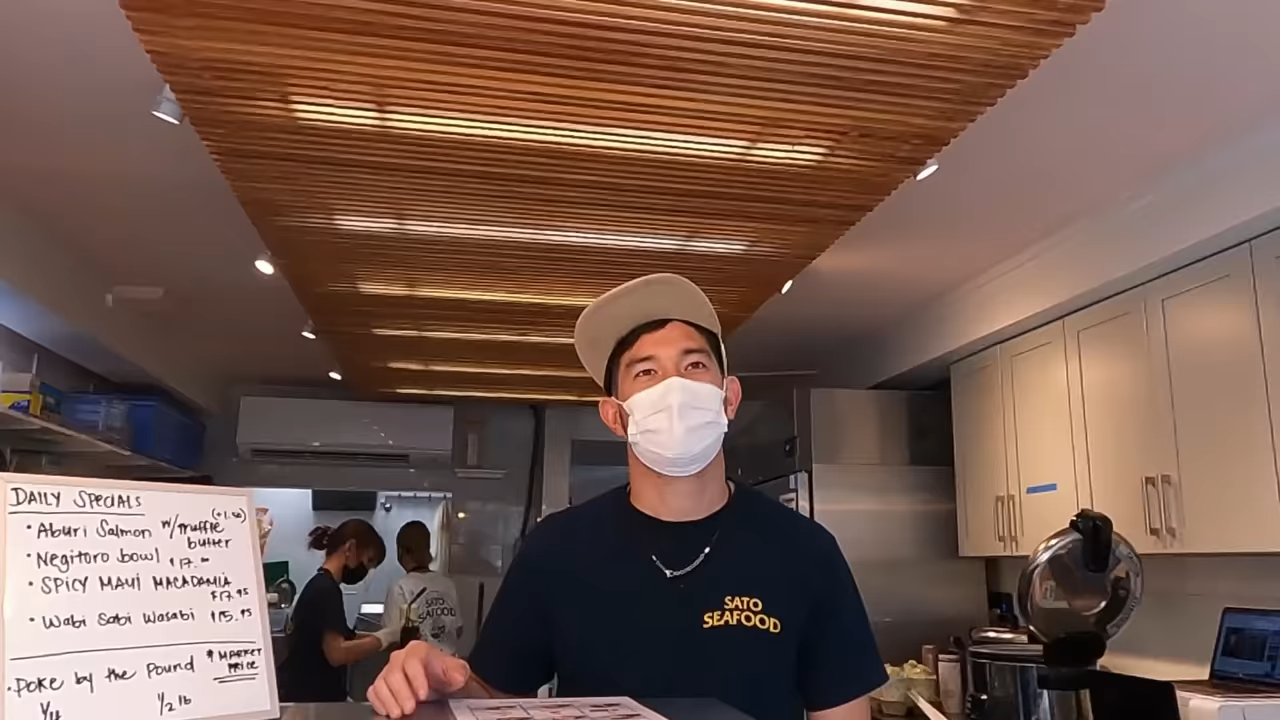 DAILY SPECIALS
• Aburi Salmon w/ truffle butter (+1.50)
• Negitoro bowl $17.00
• SPICY MAUI MACADAMIA
$17.95
• Wabi Sabi Wasabi $15.95
• Poke by the Pound $ MARKET PRICE
1/4 1/2 lb
SATO
SEAFOOD
SATO
SEAFOOD